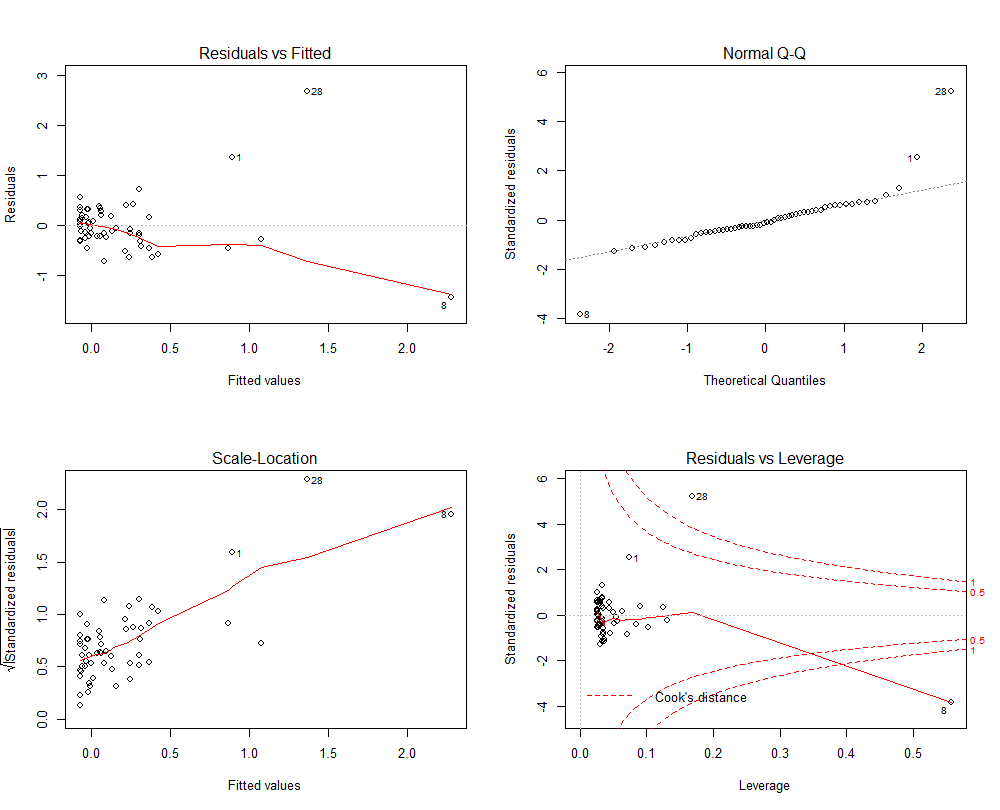 Residuals vs Fitted
Residuals
3
2
1
0
-1
28
1
8
0.0 0.5 1.0 1.5 2.0
Fitted values
Normal Q-Q
Standardized residuals
6
4
2
0
-2
-4
28
1
8
-2 -1 0 1 2
Theoretical Quantiles
Scale-Location
√|Standardized residuals|
2.0
1.5
1.0
0.5
0.0
28
8
1
0.0 0.5 1.0 1.5 2.0
Fitted values
Residuals vs Leverage
Standardized residuals
6
4
2
0
-2
-4
28
1
1
0.5
0.5
1
Cook's distance
8
0.0 0.1 0.2 0.3 0.4 0.5
Leverage